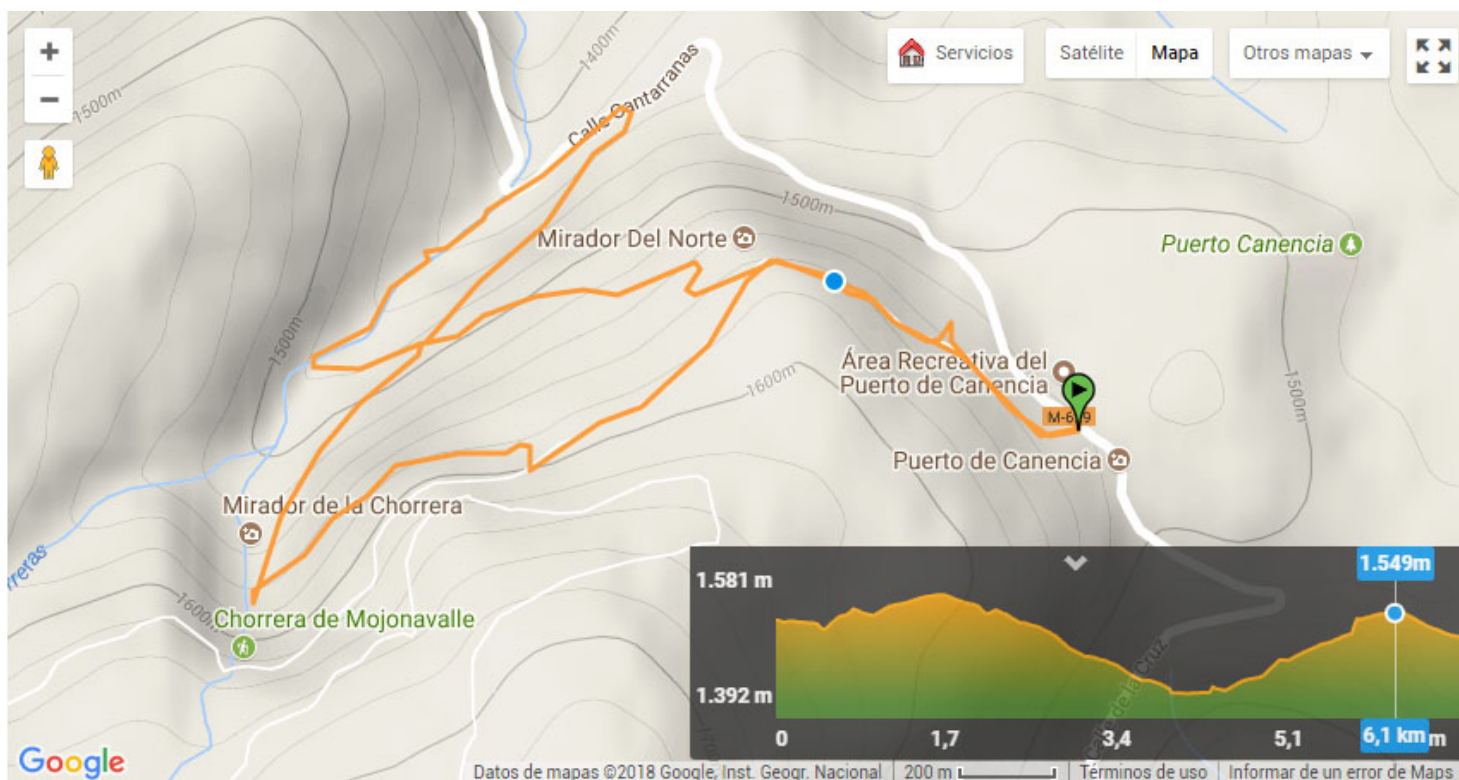 +
Servicios
Satélite
Mapa
Otros mapas
−
1400m
1500m
Calle Cantarranas
1500m
Mirador Del Norte
Puerto Canencia
1500m
Área Recreativa del
Puerto de Canencia
1600m
1500m
Puerto de Canencia
Mirador de la Chorrera
1600m
Chorrera de Mojonavalle
1.581 m
1.549m
1.392 m
0
1,7
3,4
5,1
6,1 km
m
Google
Datos de mapas ©2018 Google, Inst. Geogr. Nacional
200 m
Términos de uso
Informar de un error de Maps